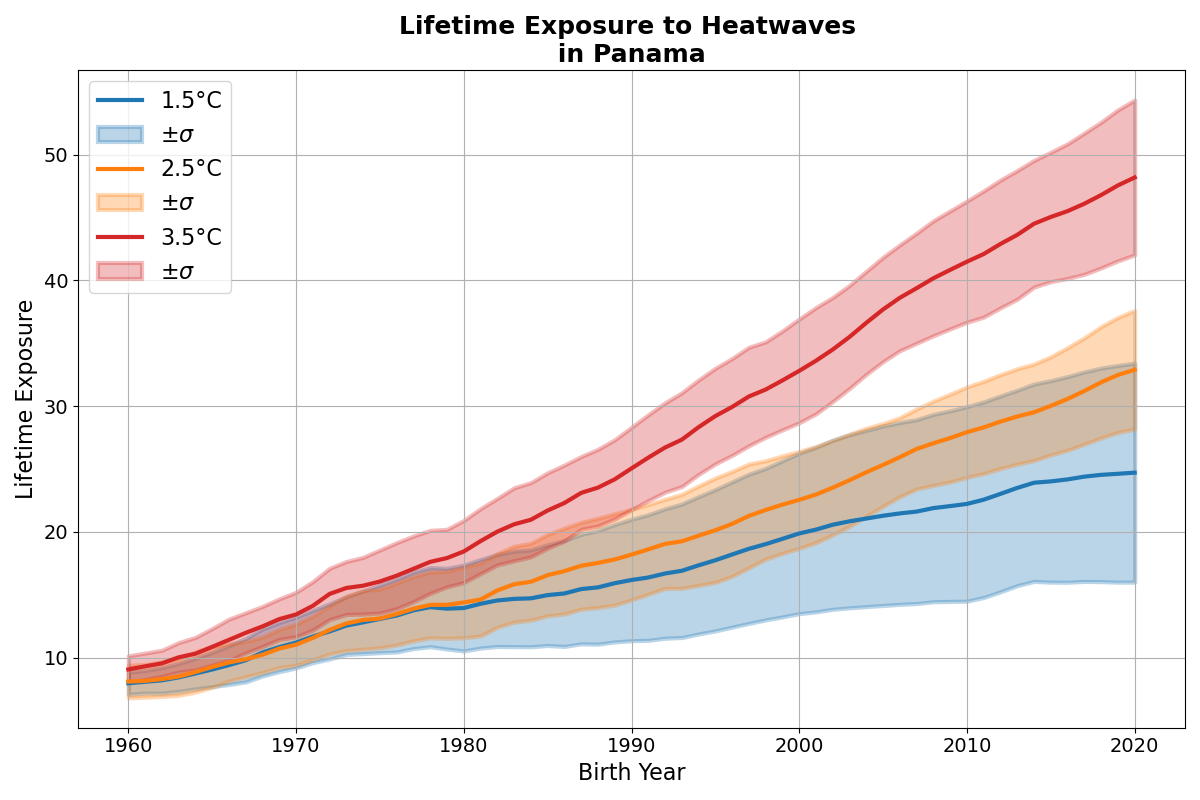 Lifetime Exposure to Heatwaves
in Panama
1.5°C
±σ
2.5°C
±σ
3.5°C
±σ
Lifetime Exposure
50
40
30
20
10
1960
1970
1980
1990
2000
2010
2020
Birth Year